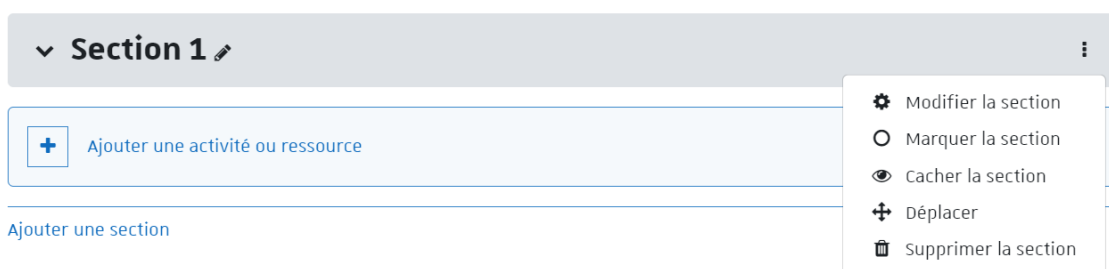 Section 1
Modifier la section
Marquer la section
Cacher la section
Déplacer
Supprimer la section
Ajouter une activité ou ressource
Ajouter une section